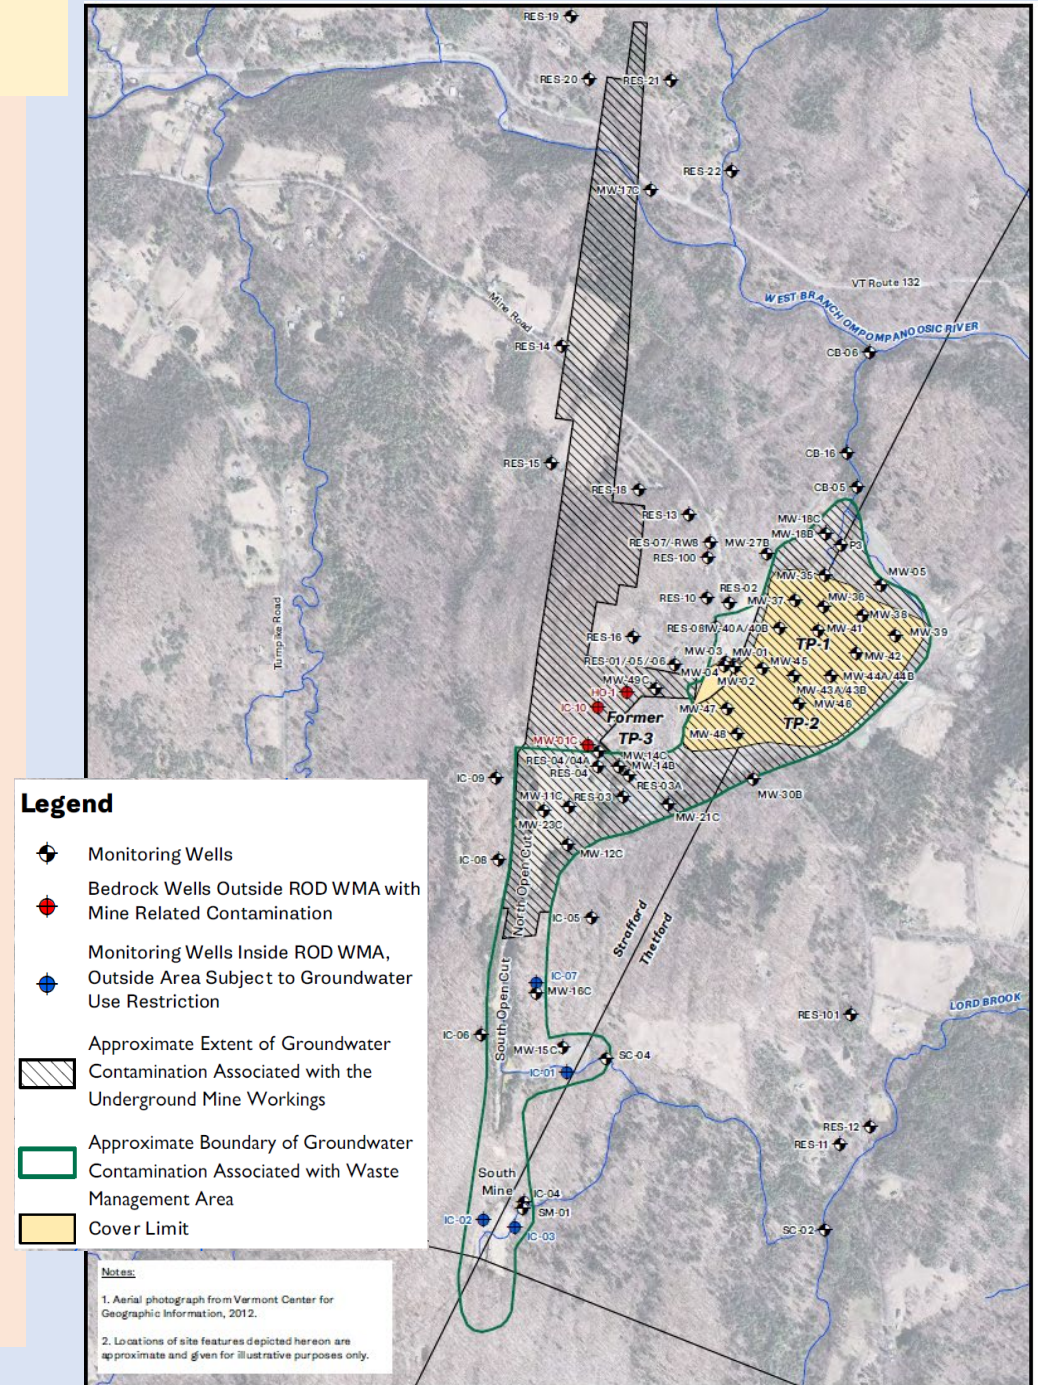 RES-19
RES-20
RES-21
RES-22
MW-17C
VT Route 132
WEST BRANCH OMPOMPANOOSIC RIVER
Mine Road
RES-14
CB-06
RES-15
CB-16
RES-18
CB-05
RES-13
MW-18C
MW-18B
RES-07/-RW8
MW-27B
P3
RES-100
MW-35
MW-05
RES-02
RES-10
MW-37
MW-36
MW-38
Turnpike Road
RES-08
MW-40A/40B
MW-41
MW-39
RES-16
TP-1
MW-03
MW-01
MW-42
RES-01/-05/-06
MW-45
MW-04
MW-02
MW-44A/44B
MW-49C
MW-43A/43B
HO-1
MW-46
IC-10
MW-47
Former
TP-3
TP-2
MW-48
MW-01C
MW-14C
RES-04/04A
MW-14B
RES-04
IC-09
RES-03A
MW-30B
MW-11C
RES-03
MW-21C
MW-23C
North Open Cut
MW-12C
IC-08
IC-05
Strafford
Thetford
South Open Cut
IC-07
MW-16C
LORD BROOK
RES-101
IC-06
MW-15C
SC-04
IC-01
RES-12
RES-11
South
Mine
IC-04
SM-01
IC-02
IC-03
SC-02
Legend
Monitoring Wells
Bedrock Wells Outside ROD WMA with
Mine Related Contamination
Monitoring Wells Inside ROD WMA,
Outside Area Subject to Groundwater
Use Restriction
Approximate Extent of Groundwater
Contamination Associated with the
Underground Mine Workings
Approximate Boundary of Groundwater
Contamination Associated with Waste
Management Area
Cover Limit
Notes:
1. Aerial photograph from Vermont Center for
Geographic Information, 2012.
2. Locations of site features depicted hereon are
approximate and given for illustrative purposes only.